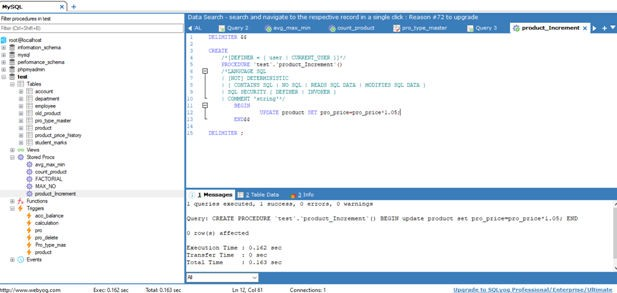 MySQL
Data Search - search and navigate to the respective record in a single click : Reason #72 to upgrade
Filter procedures in test
Filter (Ctrl+Shift+B)
AL
Query 2
avg_max_min
count_product
pro_type_master
Query 3
product_Increment
root@localhost
information_schema
mysql
performance_schema
phpmyadmin
test
Tables
account
department
employee
old_product
pro_type_master
product
product_price_history
student_marks
Views
Stored Procs
avg_max_min
count_product
FACTORIAL
MAX_NO
product_Increment
Functions
Triggers
acc_balance
calculation
pro
pro_delete
Pro_type_mas
product
Events
1 DELIMITER $$
2
3 CREATE
4 /*[DEFINER = { user | CURRENT_USER }]*/
5 PROCEDURE `test`.`product_Increment`()
6 /*LANGUAGE SQL
7 | [NOT] DETERMINISTIC
8 | { CONTAINS SQL | NO SQL | READS SQL DATA | MODIFIES SQL DATA }
9 | SQL SECURITY { DEFINER | INVOKER }
10 | COMMENT 'string'*/
11 BEGIN
12 UPDATE product SET pro_price=pro_price*1.05;
13 END$$
14
15 DELIMITER ;
1 Messages
2 Table Data
3 Info
1 queries executed, 1 success, 0 errors, 0 warnings
Query: CREATE PROCEDURE `test`.`product_Increment`() BEGIN update product set pro_price=pro_price*1.05; END
0 row(s) affected
Execution Time : 0.162 sec
Transfer Time : 0 sec
Total Time : 0.163 sec
All
http://www.webyog.com
Exec: 0.162 sec
Total: 0.163 sec
Ln 12, Col 61
Connections: 1
Upgrade to SQLyog Professional/Enterprise/Ultimate